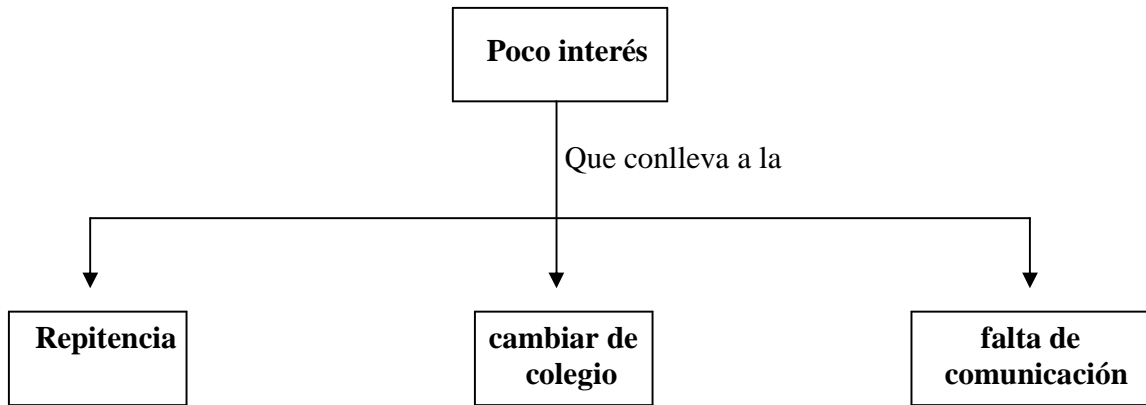 Poco interés
Que conlleva a la
Repitencia
cambiar de
colegio
falta de
comunicación